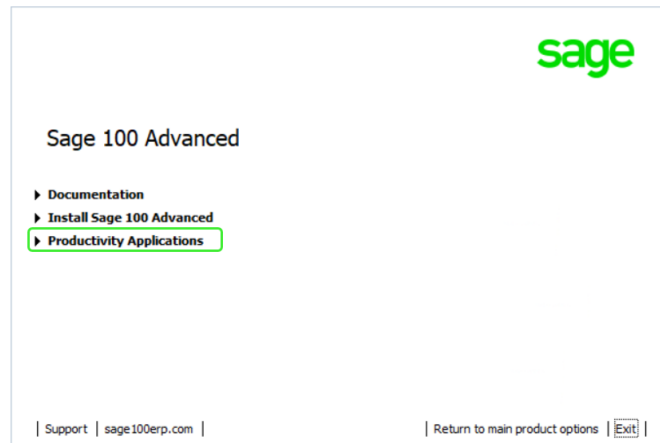 sage
Sage 100 Advanced
Documentation
Install Sage 100 Advanced
Productivity Applications
| Support | sage100erp.com | | Return to main product options | Exit |